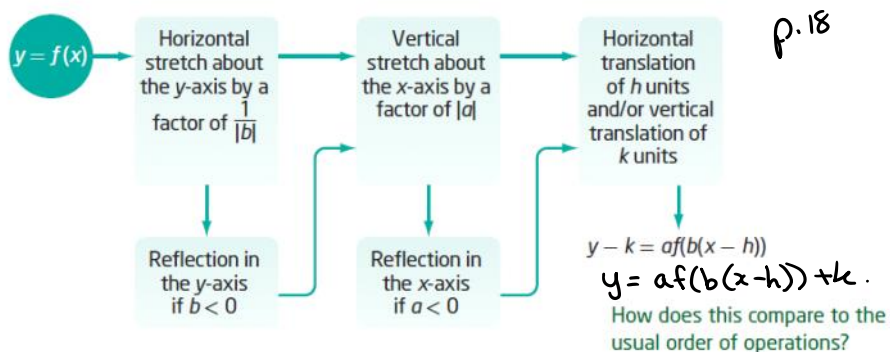 y = f(x)
Horizontal
stretch about
the y-axis by a
factor of 1/|b|
Reflection in
the y-axis
if b < 0
Vertical
stretch about
the x-axis by a
factor of |a|
Reflection in
the x-axis
if a < 0
Horizontal
translation
of h units
and/or vertical
translation of
k units
p.18
y – k = af(b(x – h))
y = af(b(x-h)) + k.
How does this compare to the
usual order of operations?